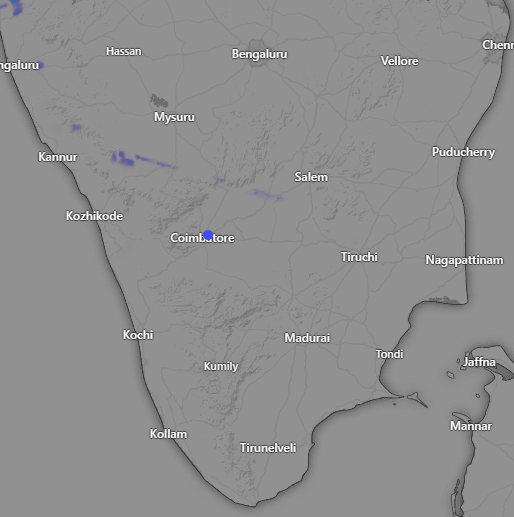 Hassan
Bengaluru
Chenn
Vellore
ngaluru
Mysuru
Kannur
Puducherry
Salem
Kozhikode
Coimbatore
Tiruchi
Nagapattinam
Kochi
Madurai
Tondi
Jaffna
Kumily
Mannar
Kollam
Tirunelveli